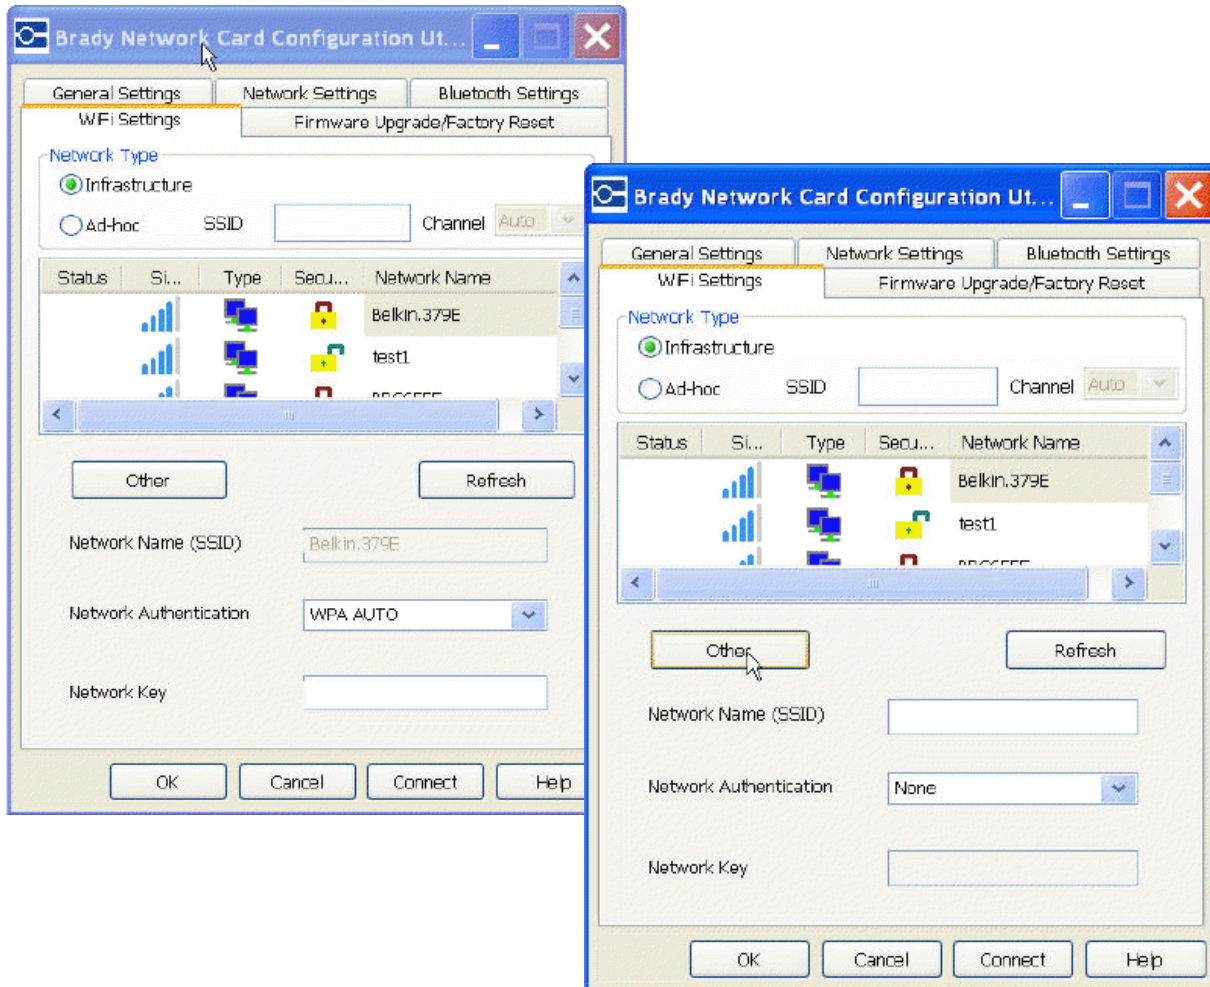 Brady Network Card Configuration Ut...
General Settings Network Settings Bluetooth Settings
WiFi Settings Firmware Upgrade/Factory Reset
Network Type
Infrastructure
Ad-hoc SSID Channel Auto
Status Si... Type Secu... Network Name
Belkin.379E
test1
Other Refresh
Network Name (SSID) Belkin.379E
Network Authentication WPA AUTO
Network Key
OK Cancel Connect Help
Brady Network Card Configuration Ut...
General Settings Network Settings Bluetooth Settings
WiFi Settings Firmware Upgrade/Factory Reset
Network Type
Infrastructure
Ad-hoc SSID Channel Auto
Status Si... Type Secu... Network Name
Belkin.379E
test1
Other Refresh
Network Name (SSID)
Network Authentication None
Network Key
OK Cancel Connect Help